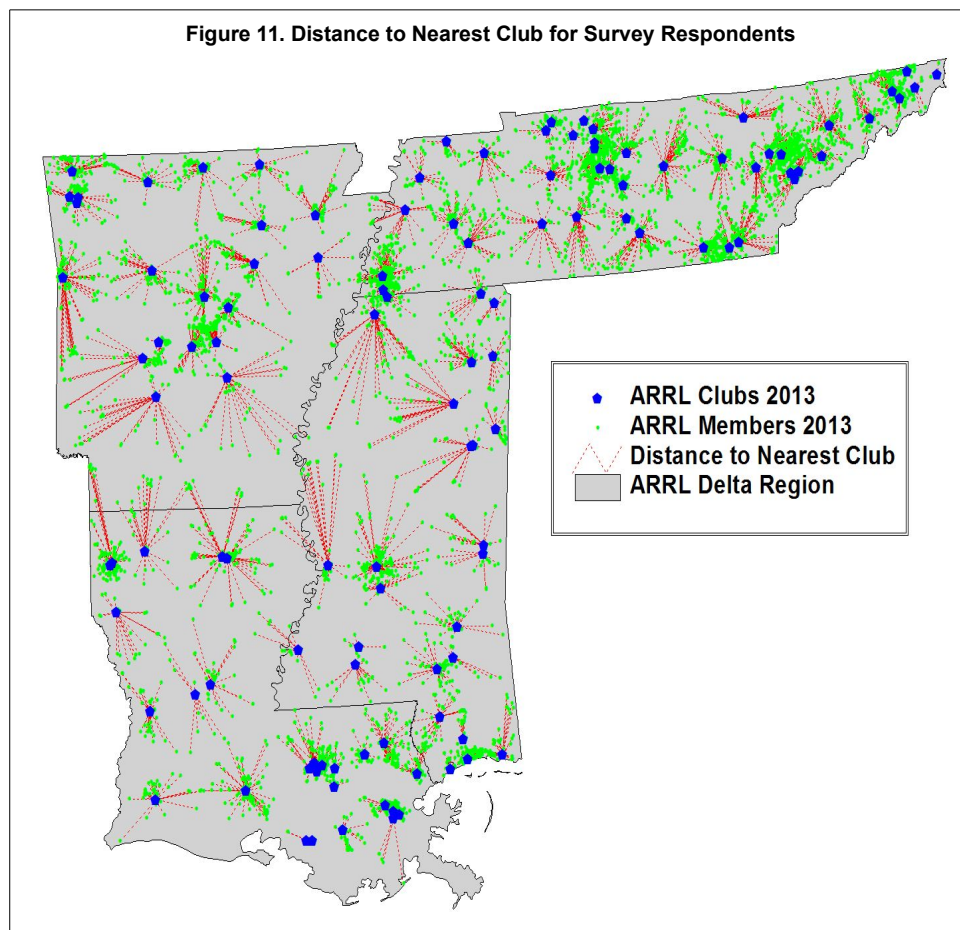 Figure 11. Distance to Nearest Club for Survey Respondents
ARRL Clubs 2013
ARRL Members 2013
Distance to Nearest Club
ARRL Delta Region